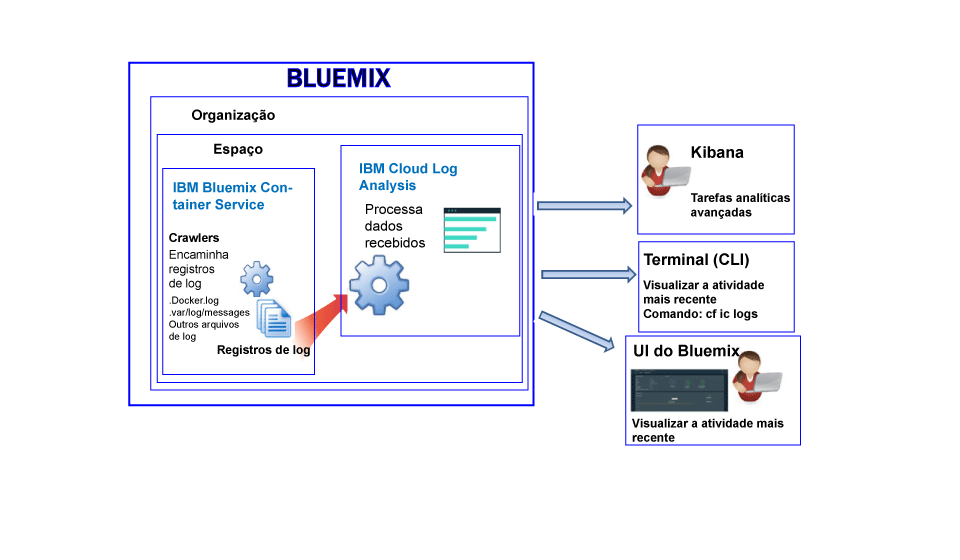 BLUEMIX
Organização
Espaço
IBM Bluemix Con-
tainer Service
Crawlers
Encaminha
registros
de log
.Docker.log
.var/log/messages
Outros arquivos
de log
Registros de log
IBM Cloud Log
Analysis
Processa
dados
recebidos
Kibana
Tarefas analíticas
avançadas
Terminal (CLI)
Visualizar a atividade
mais recente
Comando: cf ic logs
UI do Bluemix
Visualizar a atividade mais
recente